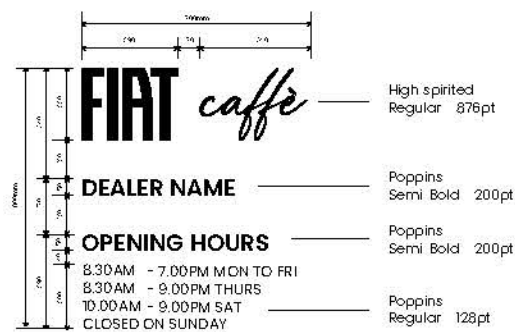 FIAT caffè
High spirited
Regular 876pt
DEALER NAME
Poppins
Semi Bold 200pt
OPENING HOURS
Poppins
Semi Bold 200pt
8.30AM - 7.00PM MON TO FRI
8.30AM - 9.00PM THURS
10.00AM - 9.00PM SAT
CLOSED ON SUNDAY
Poppins
Regular 128pt